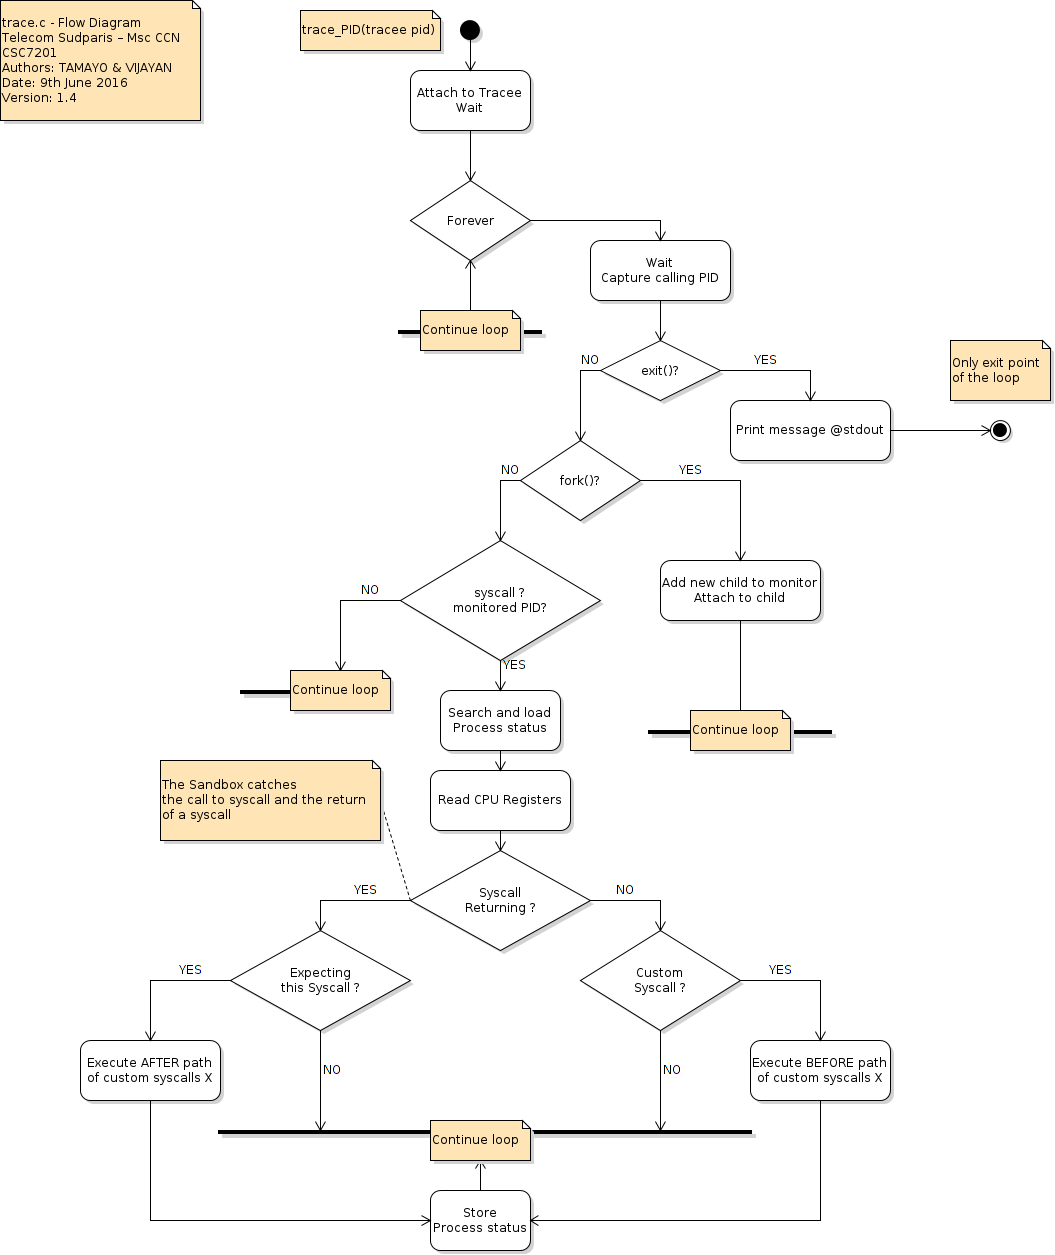 trace.c - Flow Diagram
Telecom Sudparis – Msc CCN
CSC7201
Authors: TAMAYO & VIJAYAN
Date: 9th June 2016
Version: 1.4
trace_PID(tracee pid)
Attach to Tracee
Wait
Forever
Wait
Capture calling PID
Continue loop
NO
exit()?
YES
Only exit point
of the loop
Print message @stdout
NO
fork()?
YES
NO
syscall ?
monitored PID?
Add new child to monitor
Attach to child
YES
Continue loop
Search and load
Process status
Continue loop
The Sandbox catches
the call to syscall and the return
of a syscall
Read CPU Registers
YES
Syscall
Returning ?
NO
YES
Expecting
this Syscall ?
Custom
Syscall ?
YES
Execute AFTER path
of custom syscalls X
NO
NO
Execute BEFORE path
of custom syscalls X
Continue loop
Store
Process status